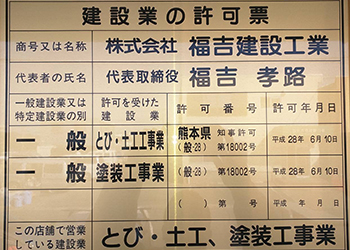 建設業の許可票
商号又は名称 株式会社 福吉建設工業
代表者の氏名 代表取締役 福吉 孝路
一般建設業又は 許可を受けた 許可番号 許可年月日
特定建設業の別 建設業
一般 とび・土工工事業 熊本県 知事許可 (般-28) 第18002号 平成 28年 6月10日
一般 塗装工事業 (般-28) 第18002号 平成 28年 6月10日
( ) 第 号 平成 年 月 日
この店舗で営業 とび・土工、塗装工事業
している建設業